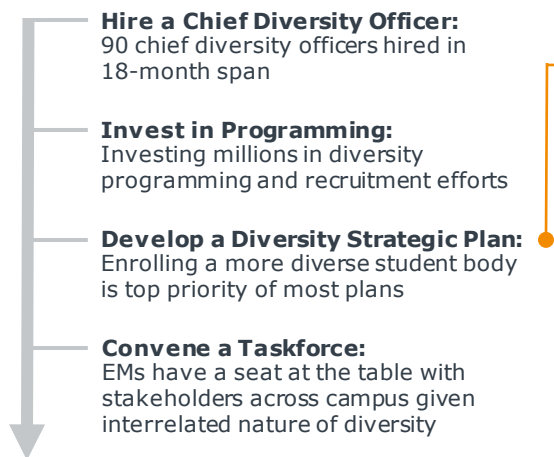 Hire a Chief Diversity Officer:
90 chief diversity officers hired in
18-month span
Invest in Programming:
Investing millions in diversity
programming and recruitment efforts
Develop a Diversity Strategic Plan:
Enrolling a more diverse student body
is top priority of most plans
Convene a Taskforce:
EMs have a seat at the table with
stakeholders across campus given
interrelated nature of diversity